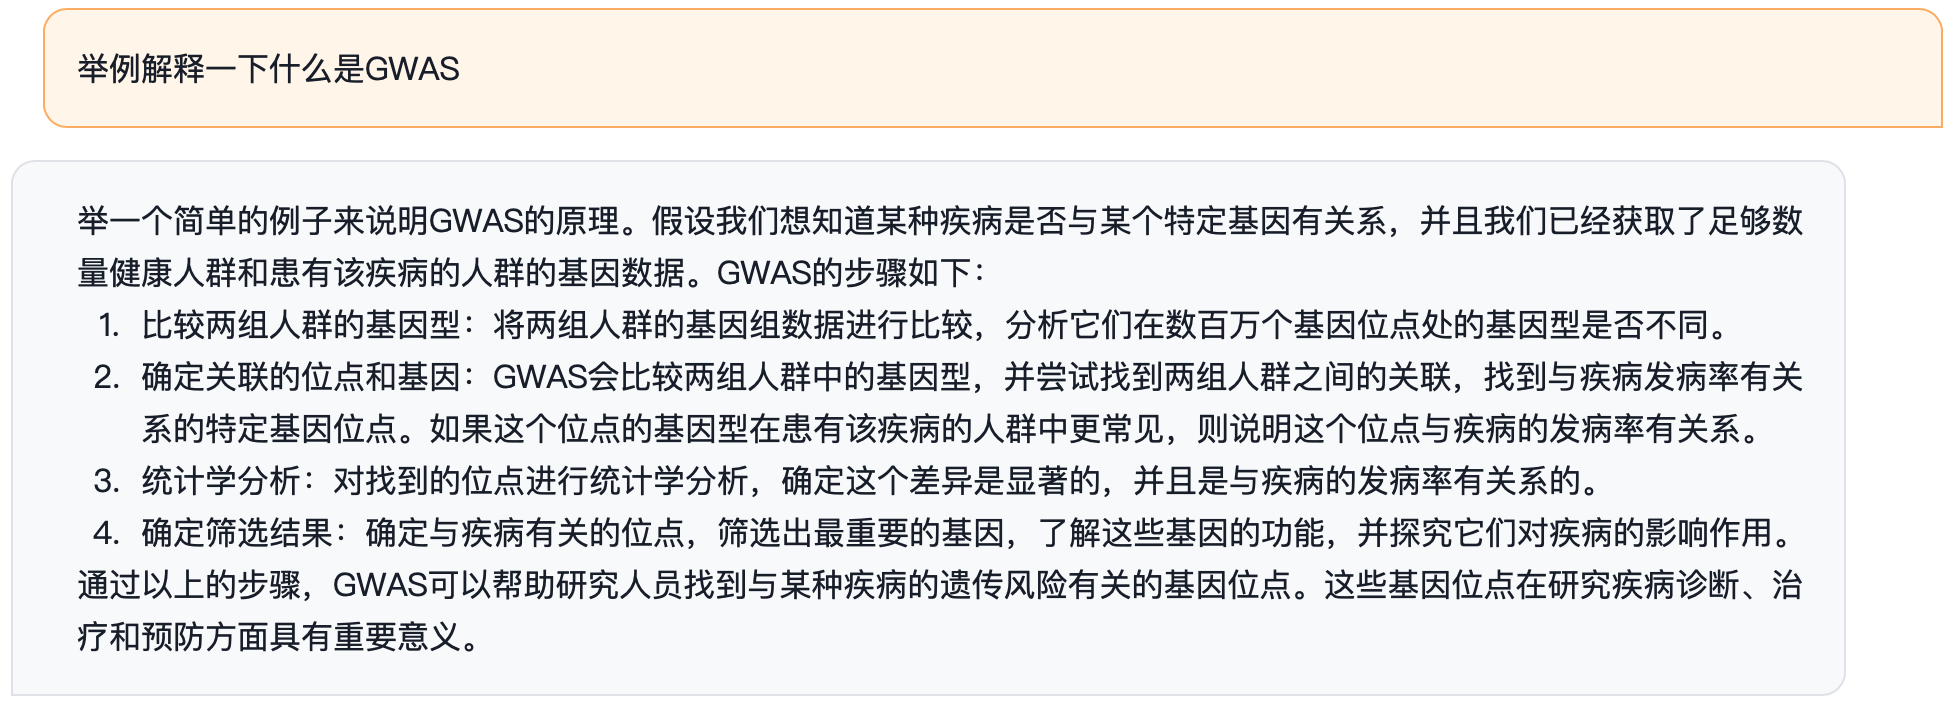 举例解释一下什么是GWAS
举一个简单的例子来说明GWAS的原理。假设我们想知道某种疾病是否与某个特定基因有关系，并且我们已经获取了足够数
量健康人群和患有该疾病的人群的基因数据。GWAS的步骤如下：
1. 比较两组人群的基因型：将两组人群的基因组数据进行比较，分析它们在数百万个基因位点处的基因型是否不同。
2. 确定关联的位点和基因：GWAS会比较两组人群中的基因型，并尝试找到两组人群之间的关联，找到与疾病发病率有关
系的特定基因位点。如果这个位点的基因型在患有该疾病的人群中更常见，则说明这个位点与疾病的发病率有关系。
3. 统计学分析：对找到的位点进行统计学分析，确定这个差异是显著的，并且是与疾病的发病率有关系的。
4. 确定筛选结果：确定与疾病有关的位点，筛选出最重要的基因，了解这些基因的功能，并探究它们对疾病的影响作用。
通过以上的步骤，GWAS可以帮助研究人员找到与某种疾病的遗传风险有关的基因位点。这些基因位点在研究疾病诊断、治
疗和预防方面具有重要意义。